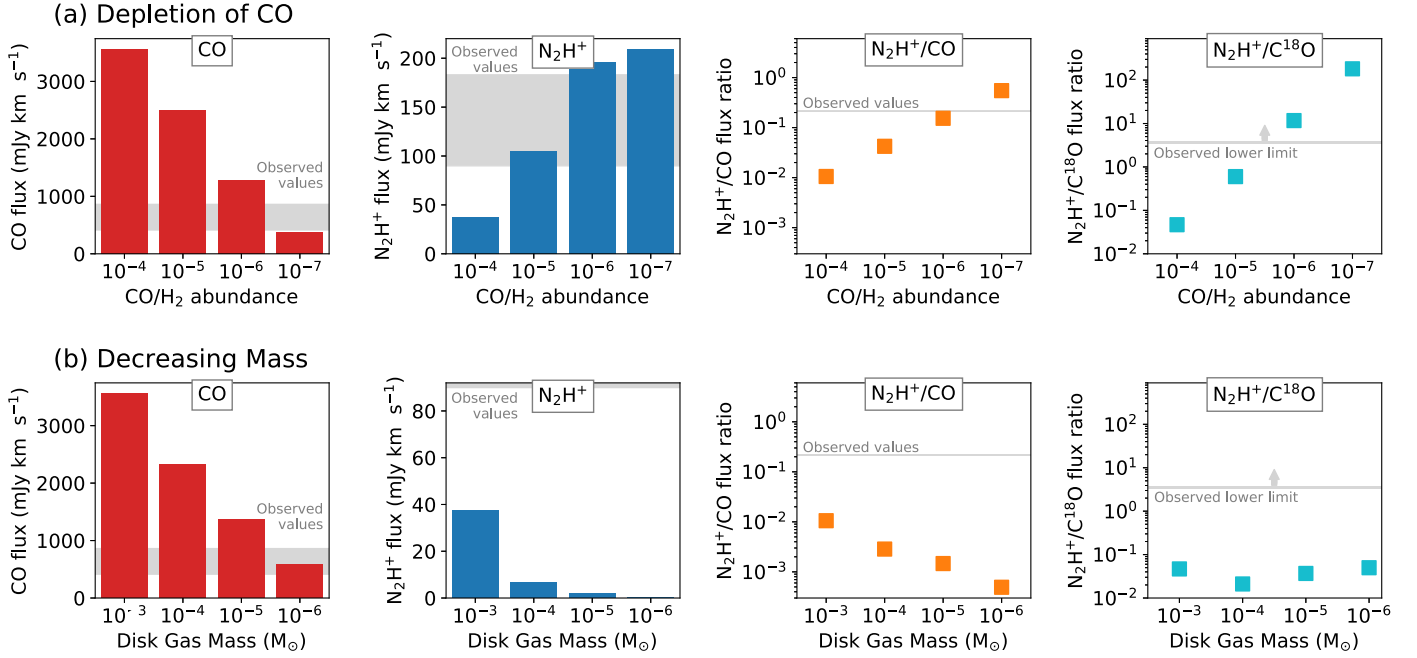 (a) Depletion of CO
CO flux (mJy km s⁻¹)
3000
2000
1000
0
CO
Observed
values
10⁻⁴ 10⁻⁵ 10⁻⁶ 10⁻⁷
CO/H₂ abundance
N₂H⁺ flux (mJy km s⁻¹)
200
150
100
50
0
N₂H⁺
Observed
values
10⁻⁴ 10⁻⁵ 10⁻⁶ 10⁻⁷
CO/H₂ abundance
N₂H⁺/CO flux ratio
10⁰
10⁻¹
10⁻²
10⁻³
N₂H⁺/CO
Observed values
10⁻⁴ 10⁻⁵ 10⁻⁶ 10⁻⁷
CO/H₂ abundance
N₂H⁺/C¹⁸O flux ratio
10²
10¹
10⁰
10⁻¹
10⁻²
N₂H⁺/C¹⁸O
Observed lower limit
10⁻⁴ 10⁻⁵ 10⁻⁶ 10⁻⁷
CO/H₂ abundance
(b) Decreasing Mass
CO flux (mJy km s⁻¹)
3000
2000
1000
0
CO
Observed
values
10⁻³ 10⁻⁴ 10⁻⁵ 10⁻⁶
Disk Gas Mass (M☉)
N₂H⁺ flux (mJy km s⁻¹)
80
60
40
20
0
N₂H⁺
Observed
values
10⁻³ 10⁻⁴ 10⁻⁵ 10⁻⁶
Disk Gas Mass (M☉)
N₂H⁺/CO flux ratio
10⁰
10⁻¹
10⁻²
10⁻³
N₂H⁺/CO
Observed values
10⁻³ 10⁻⁴ 10⁻⁵ 10⁻⁶
Disk Gas Mass (M☉)
N₂H⁺/C¹⁸O flux ratio
10²
10¹
10⁰
10⁻¹
10⁻²
N₂H⁺/C¹⁸O
Observed lower limit
10⁻³ 10⁻⁴ 10⁻⁵ 10⁻⁶
Disk Gas Mass (M☉)